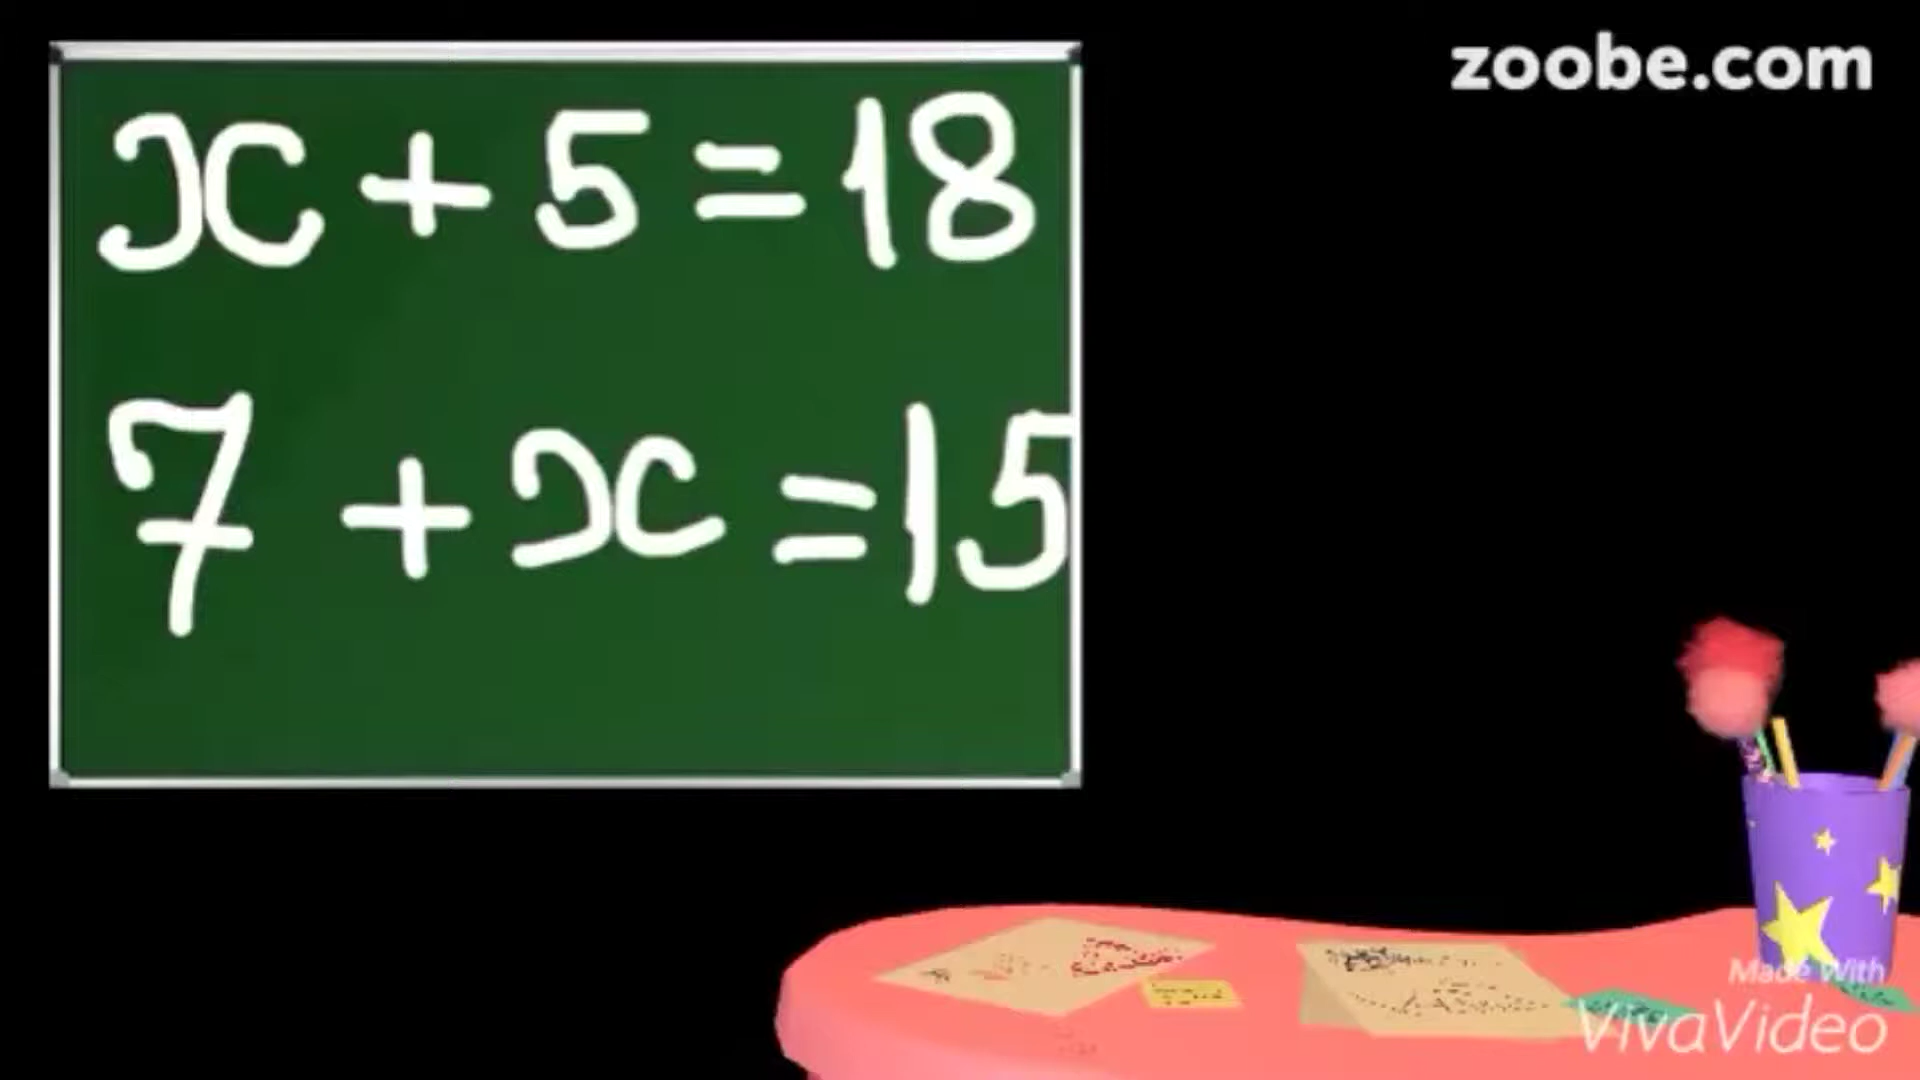 zoobe.com
x + 5 = 18
7 + x = 15
Made With
VivaVideo